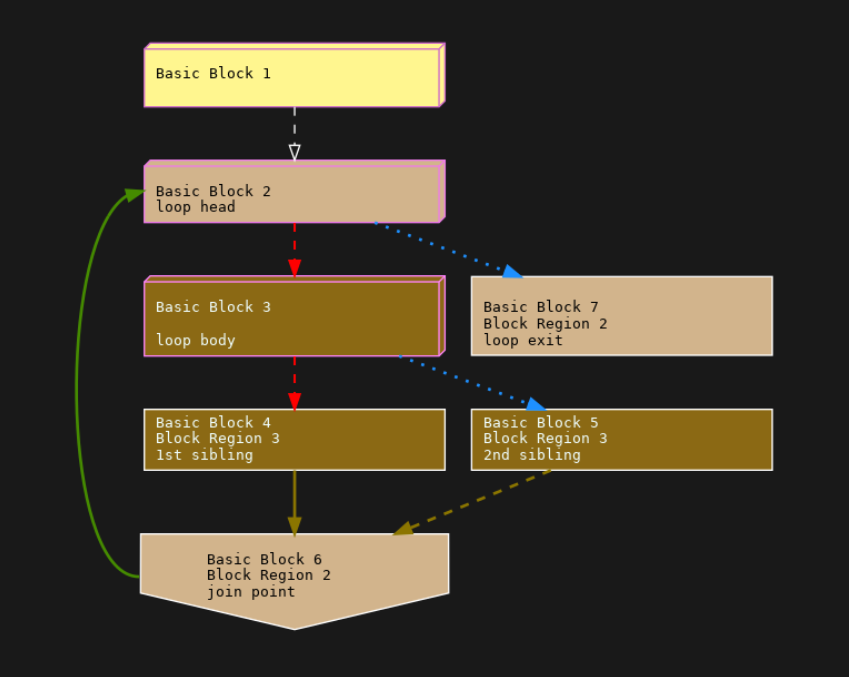 Basic Block 1
Basic Block 2
loop head
Basic Block 3
loop body
Basic Block 7
Block Region 2
loop exit
Basic Block 4
Block Region 3
1st sibling
Basic Block 5
Block Region 3
2nd sibling
Basic Block 6
Block Region 2
join point